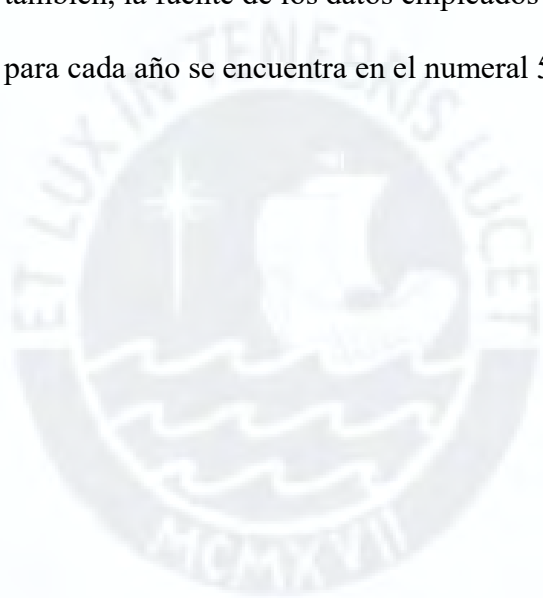 también, la fuente de los datos empleados
para cada año se encuentra en el numeral 5
ET LUX IN TENEBRIS LUCET
MCMXVII